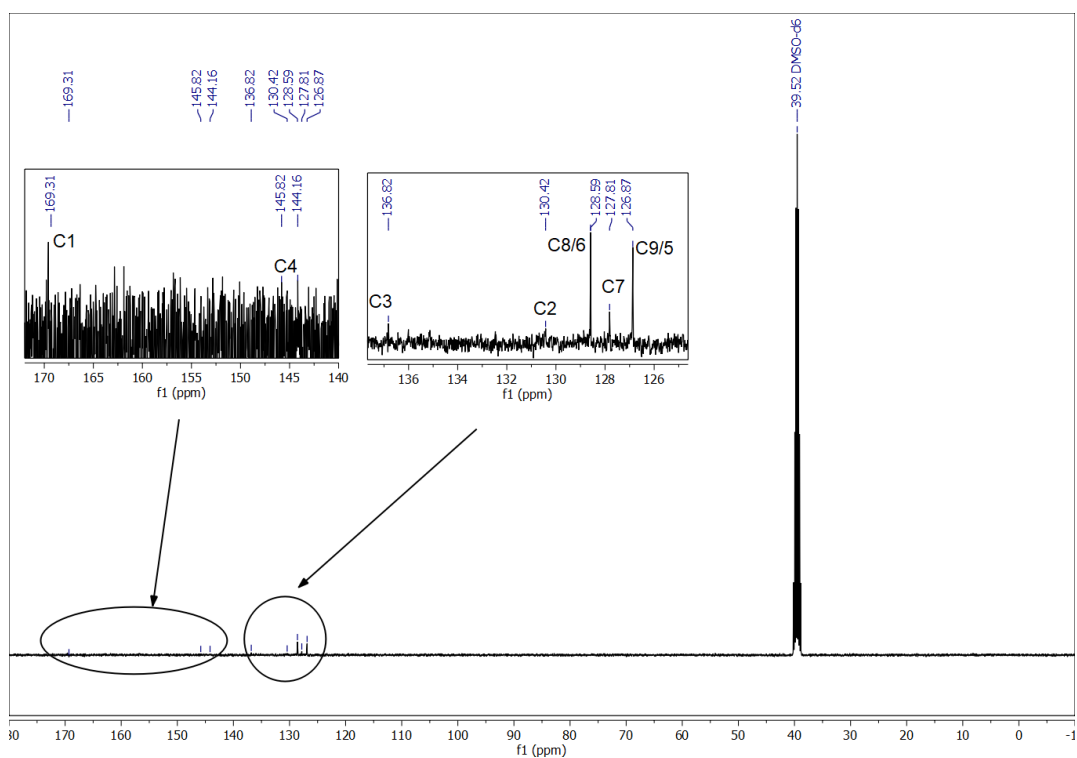 169.31
145.82
144.16
136.82
130.42
128.59
127.81
126.87
39.52 DMSO-d6
169.31
145.82
144.16
C1
C4
170 165 160 155 150 145 140
f1 (ppm)
136.82
130.42
128.59
127.81
126.87
C8/6
C9/5
C7
C3
C2
136 134 132 130 128 126
f1 (ppm)
80 170 160 150 140 130 120 110 100 90 80 70 60 50 40 30 20 10 0 -1
f1 (ppm)